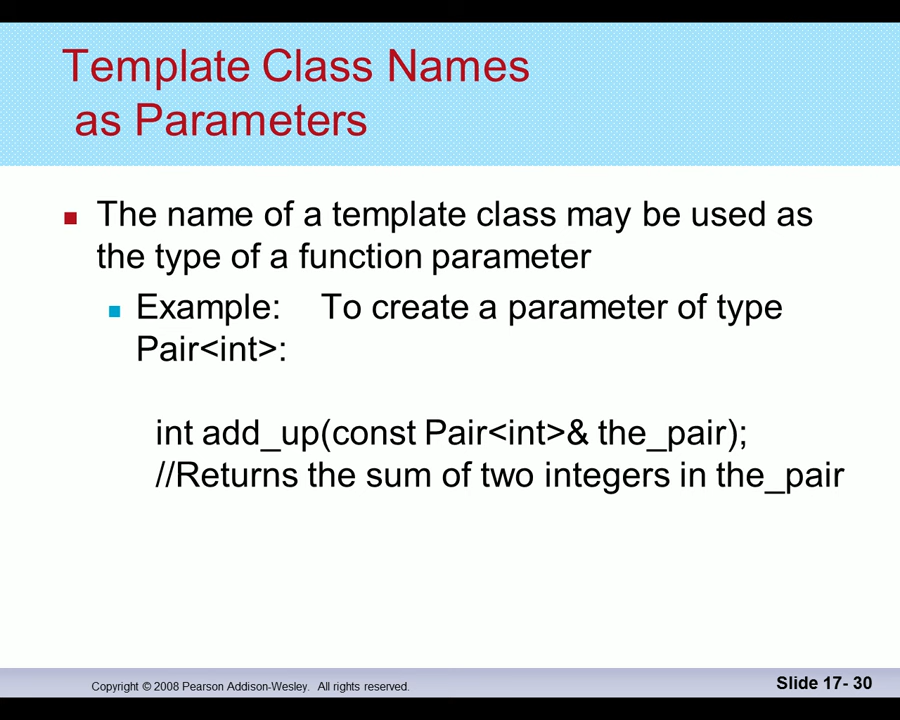 Template Class Names
as Parameters
The name of a template class may be used as
the type of a function parameter
Example: To create a parameter of type
Pair<int>:
int add_up(const Pair<int>& the_pair);
//Returns the sum of two integers in the_pair
Copyright © 2008 Pearson Addison-Wesley. All rights reserved.
Slide 17- 30